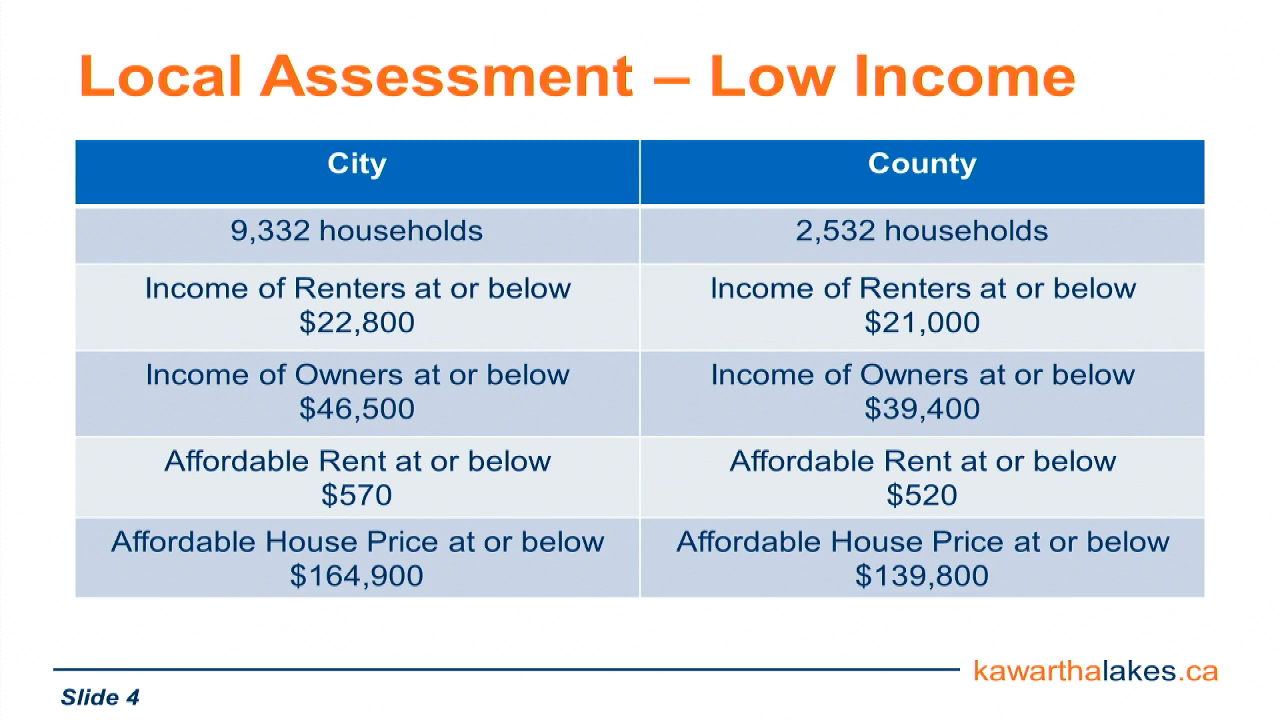 Local Assessment – Low Income
City
County
9,332 households
2,532 households
Income of Renters at or below
$22,800
Income of Renters at or below
$21,000
Income of Owners at or below
$46,500
Income of Owners at or below
$39,400
Affordable Rent at or below
$570
Affordable Rent at or below
$520
Affordable House Price at or below
$164,900
Affordable House Price at or below
$139,800
kawarthalakes.ca
Slide 4